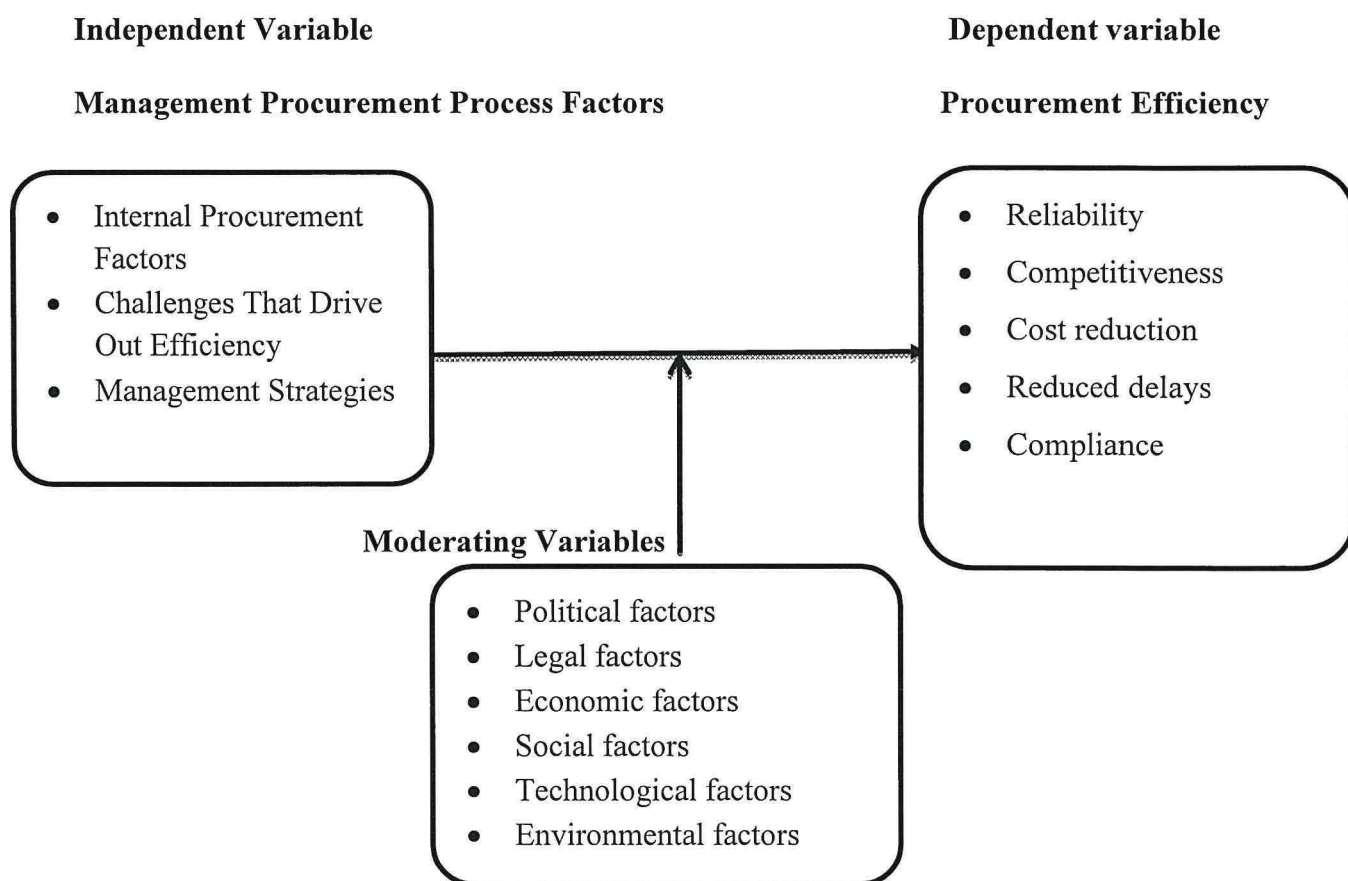 Independent Variable
Dependent variable
Management Procurement Process Factors
Procurement Efficiency
• Internal Procurement
Factors
• Challenges That Drive
Out Efficiency
• Management Strategies
• Reliability
• Competitiveness
• Cost reduction
• Reduced delays
• Compliance
Moderating Variables
• Political factors
• Legal factors
• Economic factors
• Social factors
• Technological factors
• Environmental factors